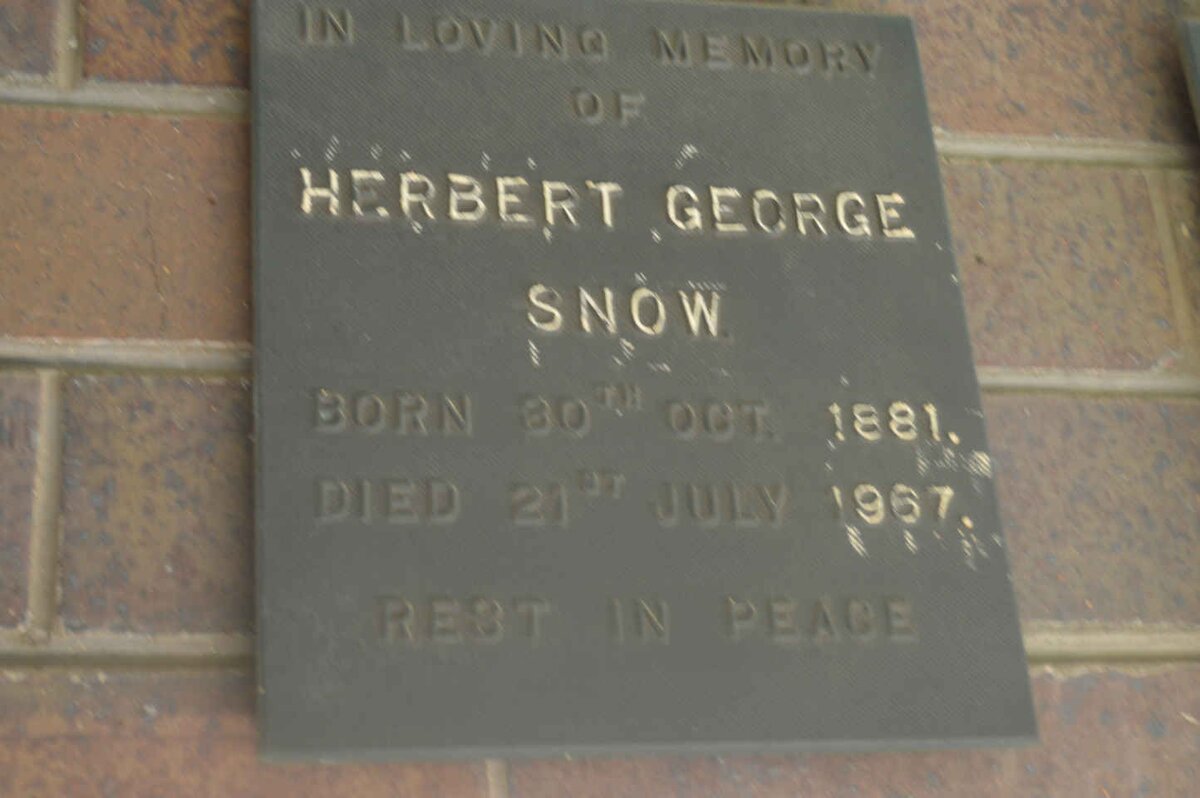 IN LOVING MEMORY
OF
HERBERT GEORGE
SNOW
BORN 30TH OCT. 1881.
DIED 21ST JULY 1967.
REST IN PEACE